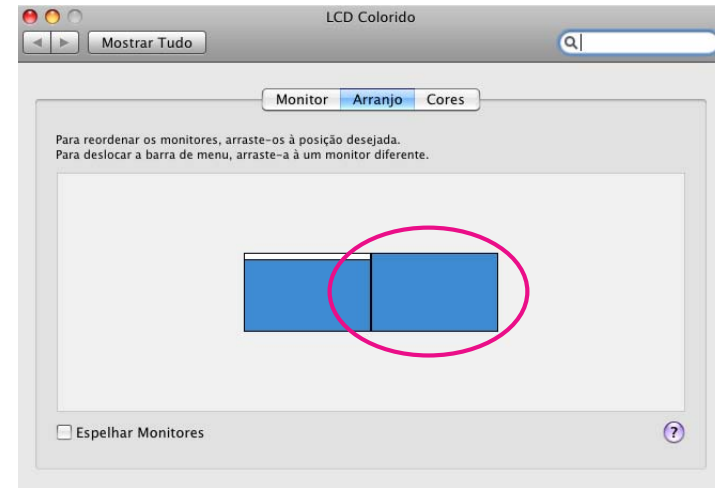 LCD Colorido
Mostrar Tudo
Monitor Arranjo Cores
Para reordenar os monitores, arraste-os à posição desejada.
Para deslocar a barra de menu, arraste-a à um monitor diferente.
Espelhar Monitores
?